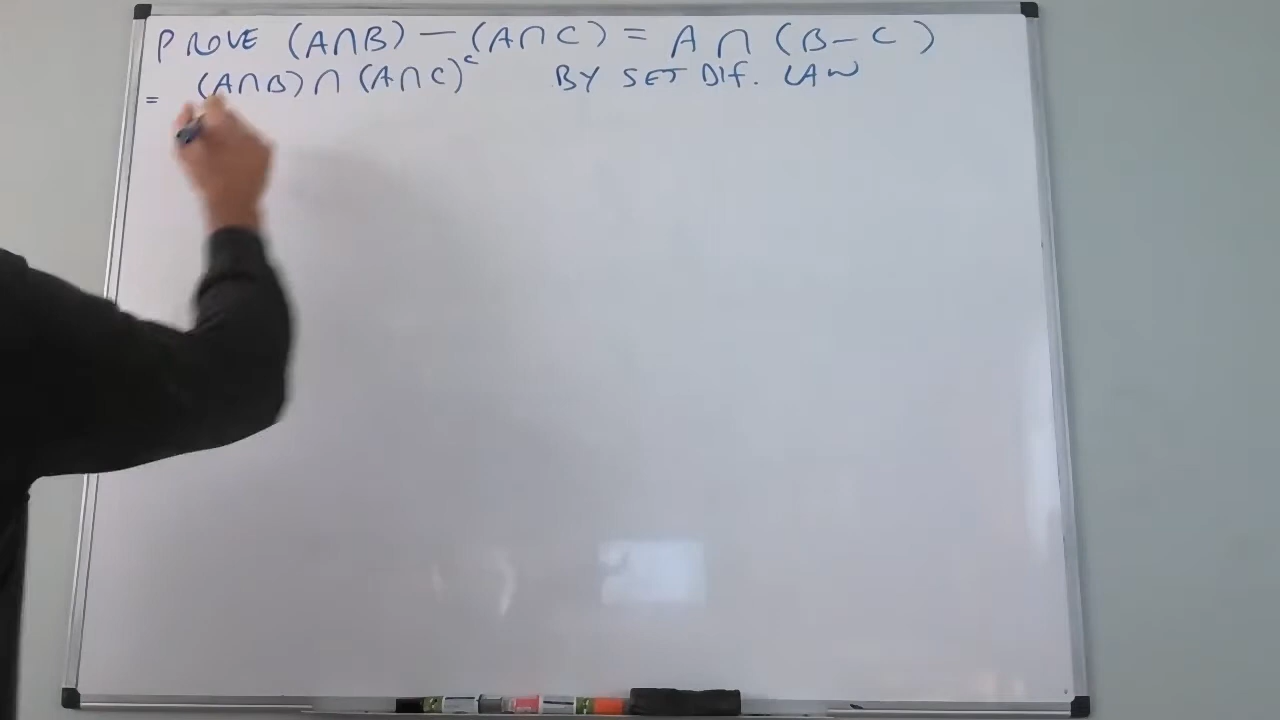 PROVE (A∩B) — (A∩C) = A ∩ (B-C)
(A∩B) ∩ (A∩C)ᶜ BY SET DIF. LAW
=